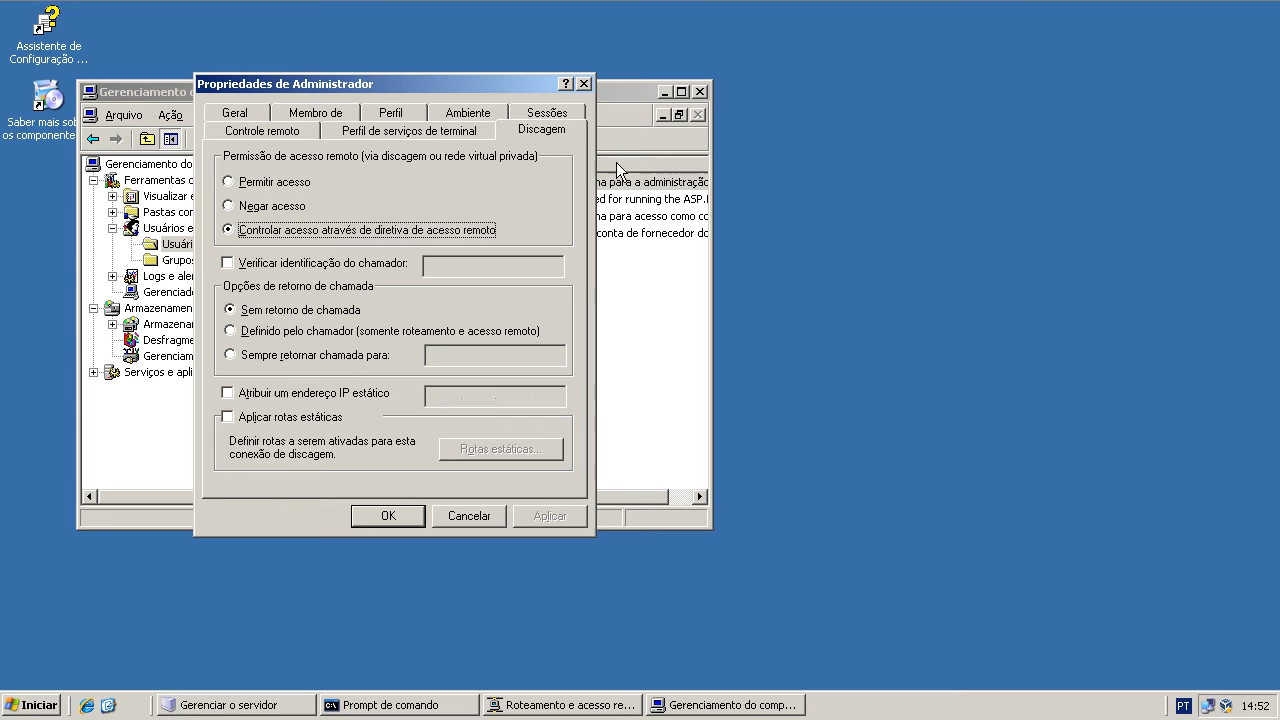 Assistente de
Configuração ...
Saber mais sob
os componente
Gerenciamento
Arquivo
Ação
Gerenciamento do
Ferramentas
Visualizar e
Pastas
Usuários e
Usuári
Grupos
Logs e
Gerenciado
Armazenamen
Armazena
Desfragme
Gerenciam
Serviços e
Propriedades de Administrador
Geral
Membro de
Perfil
Ambiente
Sessões
Controle remoto
Perfil de serviços de terminal
Discagem
Permissão de acesso remoto (via discagem ou rede virtual privada)
Permitir acesso
Negar acesso
Controlar acesso através de diretiva de acesso remoto
Verificar identificação do chamador:
Opções de retorno de chamada
Sem retorno de chamada
Definido pelo chamador (somente roteamento e acesso remoto)
Sempre retornar chamada para:
Atribuir um endereço IP estático
Aplicar rotas estáticas
Definir rotas a serem ativadas para esta
conexão de discagem.
Rotas estáticas...
OK
Cancelar
Aplicar
na para a administração
ed for running the ASP.
na para acesso como co
conta de fornecedor do
Iniciar
Gerenciar o servidor
Prompt de comando
Roteamento e acesso re...
Gerenciamento do comp...
PT
14:52